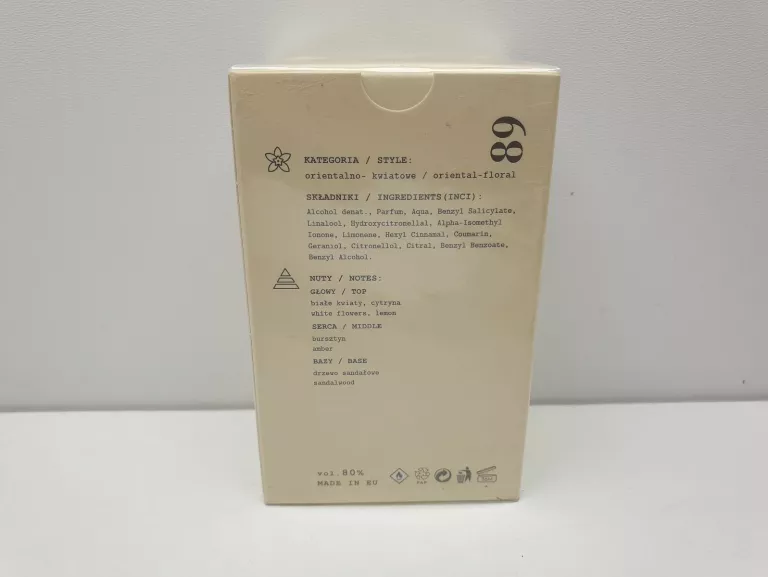 89
KATEGORIA / STYLE:
orientalno- kwiatowe / oriental-floral
SKŁADNIKI / INGREDIENTS(INCI):
Alcohol denat., Parfum, Aqua, Benzyl Salicylate,
Linalool, Hydroxycitronellal, Alpha-Isomethyl
Ionone, Limonene, Hexyl Cinnamal, Coumarin,
Geraniol, Citronellol, Citral, Benzyl Benzoate,
Benzyl Alcohol.
NUTY / NOTES:
GŁOWY / TOP
białe kwiaty, cytryna
white flowers, lemon
SERCA / MIDDLE
bursztyn
amber
BAZY / BASE
drzewo sandałowe
sandalwood
vol. 80%
MADE IN EU
PAP